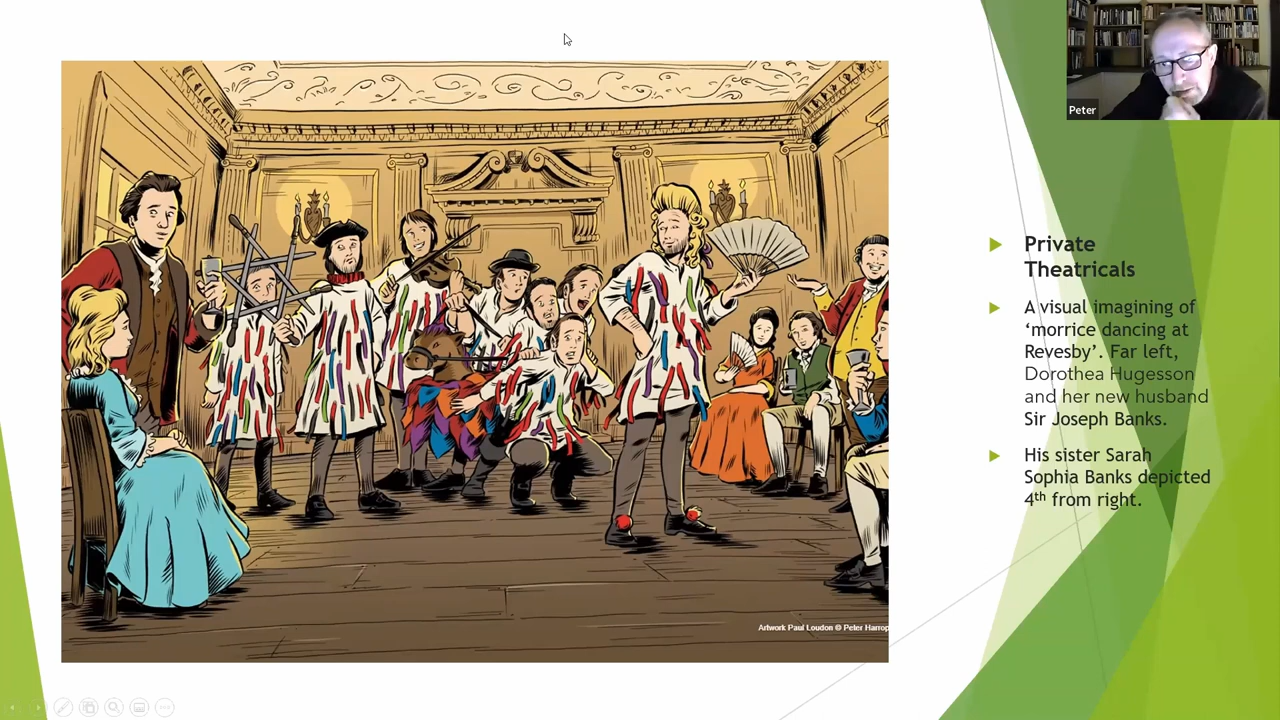 Peter
Private
Theatricals
A visual imagining of
‘morrice dancing at
Revesby’. Far left,
Dorothea Hugesson
and her new husband
Sir Joseph Banks.
His sister Sarah
Sophia Banks depicted
4th from right.
Artwork Paul Loudon © Peter Harrop